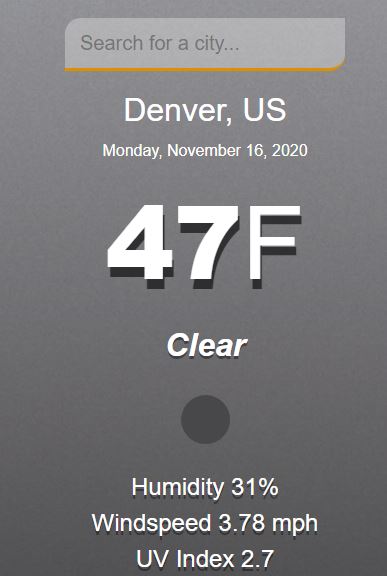 Search for a city...
Denver, US
Monday, November 16, 2020
47F
Clear
Humidity 31%
Windspeed 3.78 mph
UV Index 2.7